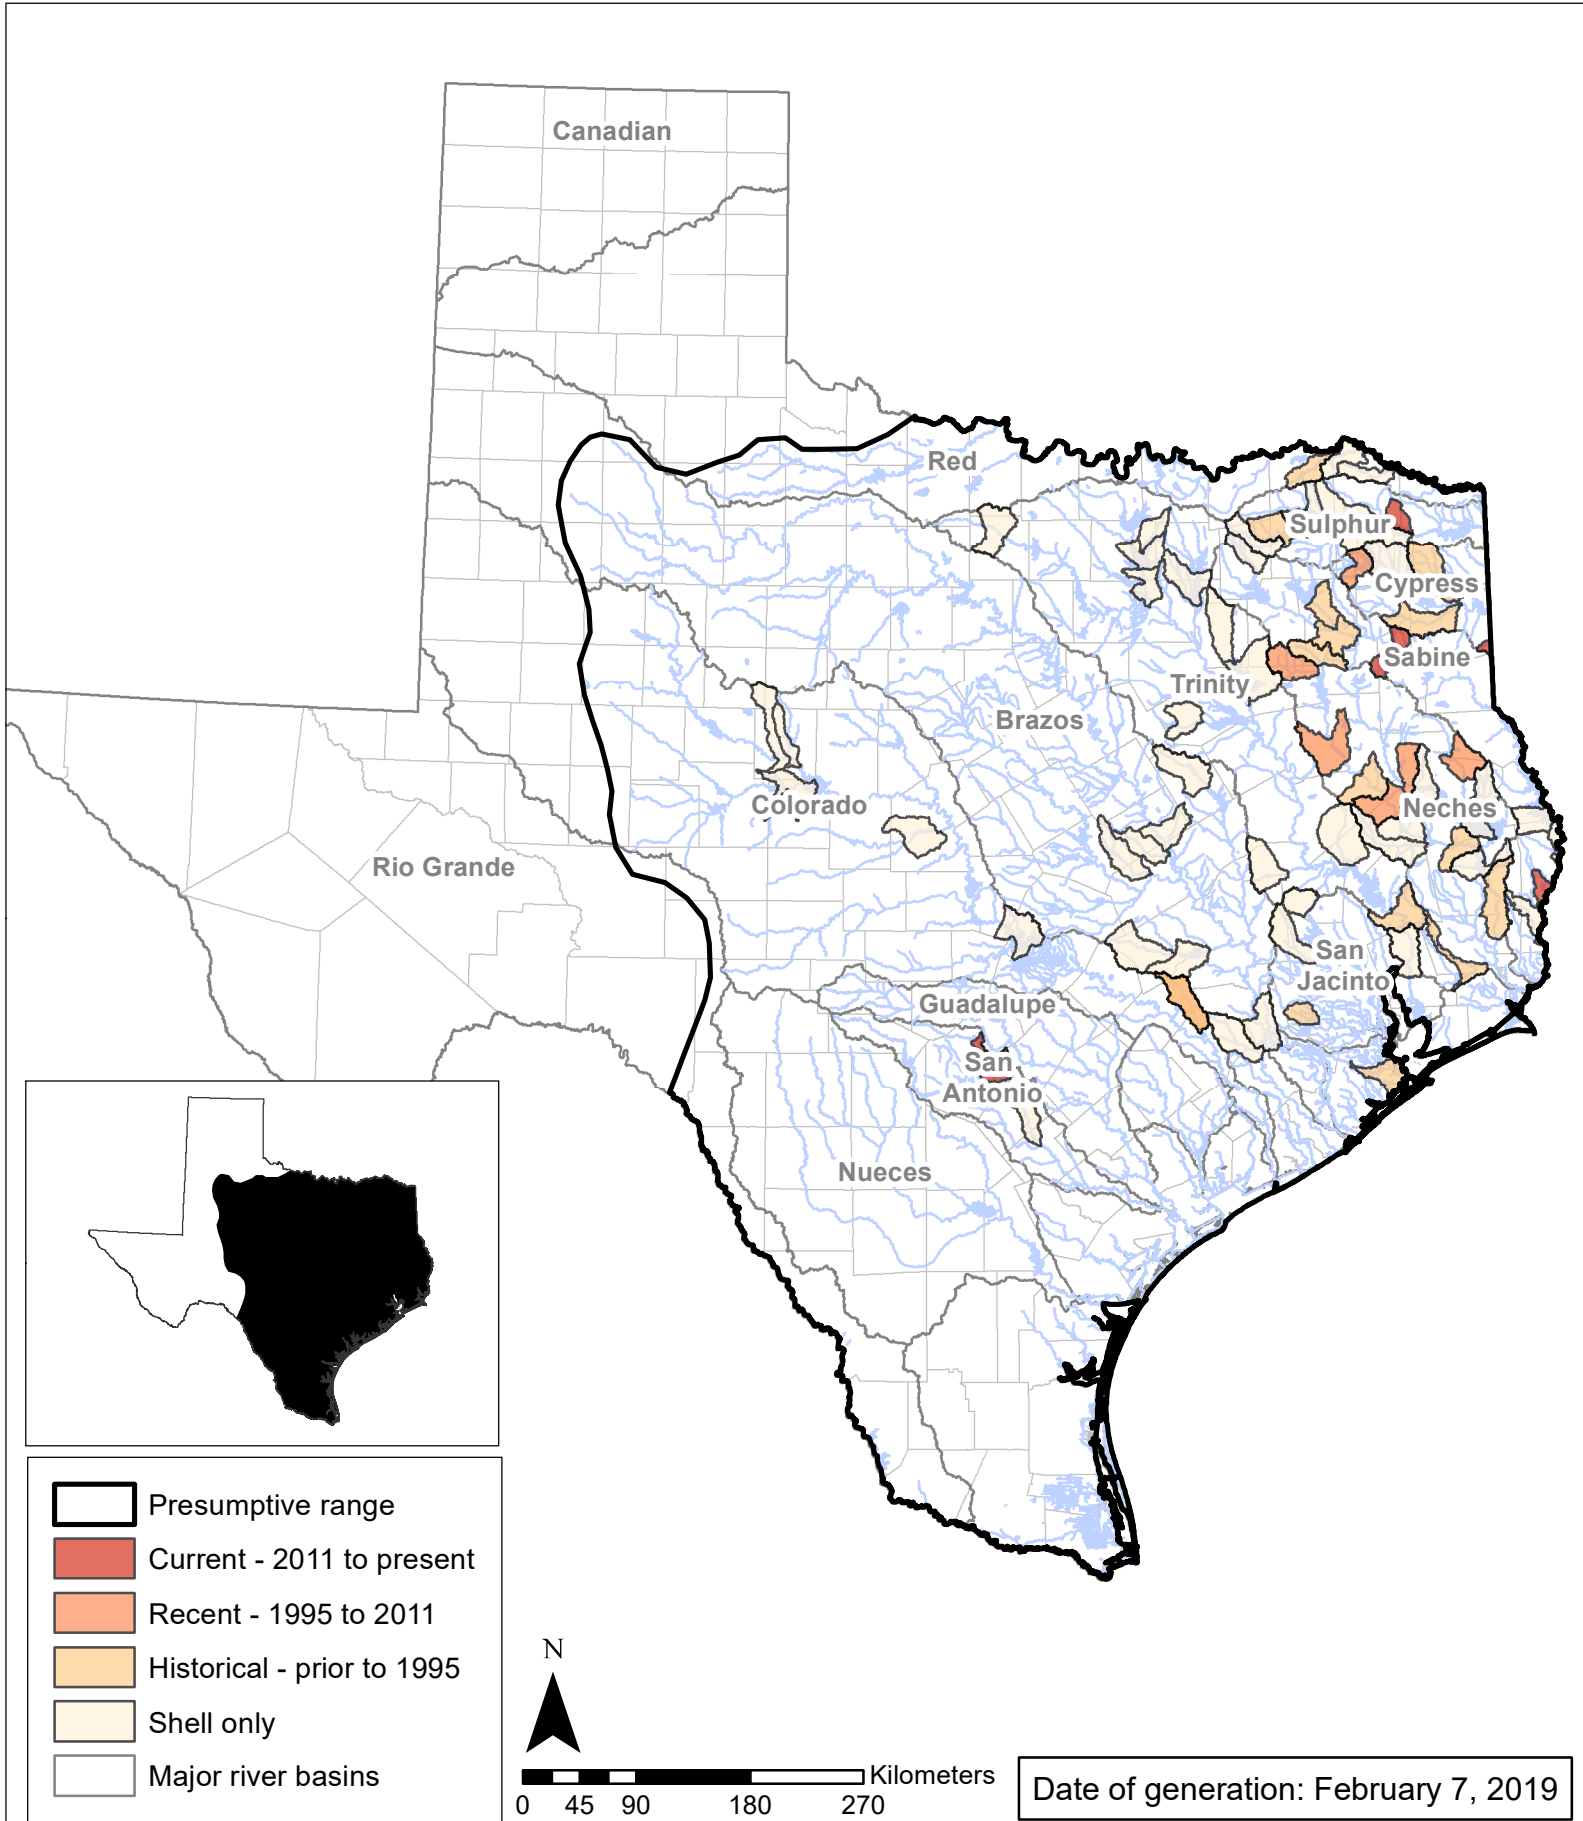 Canadian
Red
Sulphur
Cypress
Sabine
Trinity
Brazos
Colorado
Neches
Rio Grande
San
Jacinto
Guadalupe
San
Antonio
Nueces
Presumptive range
Current - 2011 to present
Recent - 1995 to 2011
Historical - prior to 1995
Shell only
Major river basins
N
Kilometers
0 45 90 180 270
Date of generation: February 7, 2019